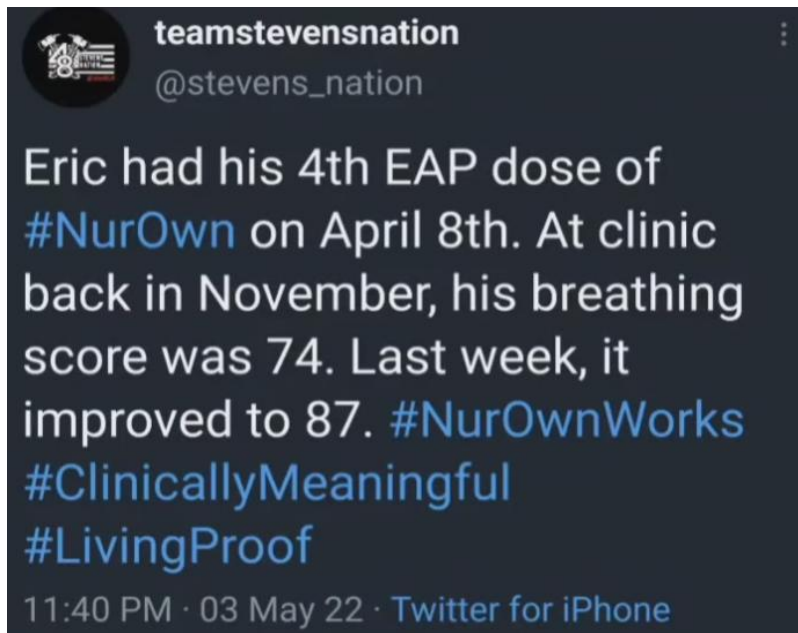 teamstevensnation
@stevens_nation
Eric had his 4th EAP dose of
#NurOwn on April 8th. At clinic
back in November, his breathing
score was 74. Last week, it
improved to 87. #NurOwnWorks
#ClinicallyMeaningful
#LivingProof
11:40 PM · 03 May 22 · Twitter for iPhone